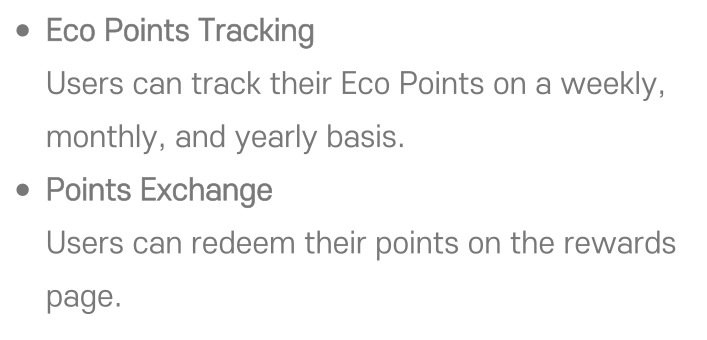 • Eco Points Tracking
Users can track their Eco Points on a weekly,
monthly, and yearly basis.
• Points Exchange
Users can redeem their points on the rewards
page.